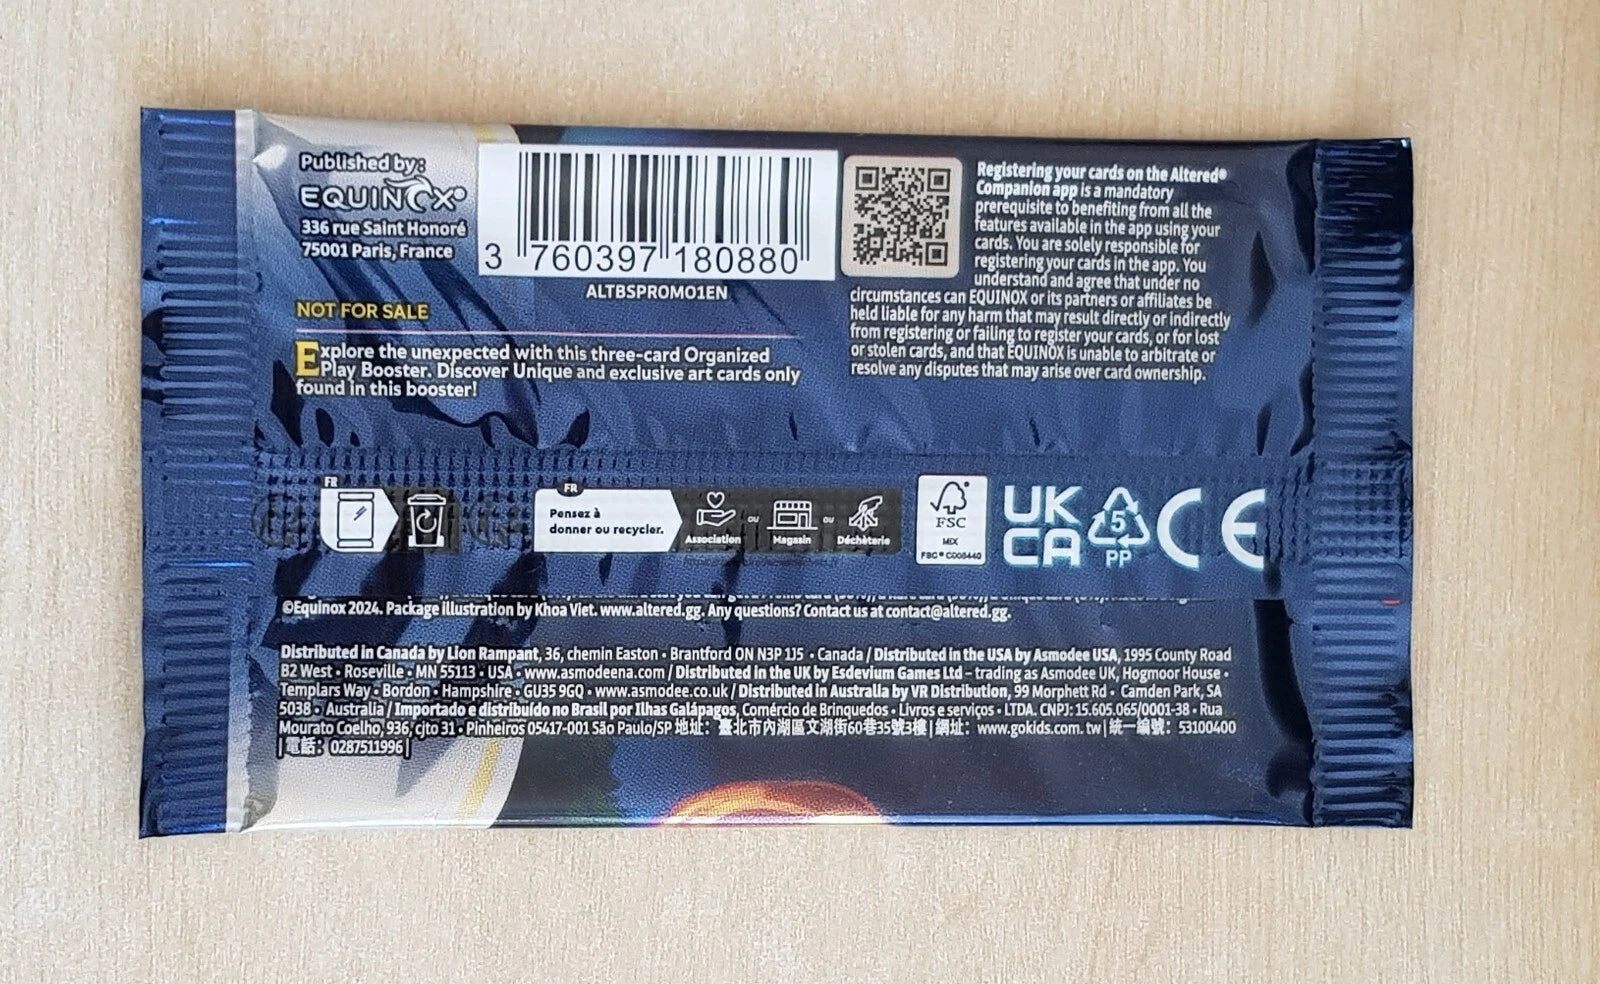 Published by:
EQUINOX®
336 rue Saint Honoré
75001 Paris, France
3 760397 180880
ALTBSPROMO1EN
NOT FOR SALE
Explore the unexpected with this three-card Organized
Play Booster. Discover Unique and exclusive art cards only
found in this booster!
Registering your cards on the Altered®
Companion app is a mandatory
prerequisite to benefiting from all the
features available in the app using your
cards. You are solely responsible for
registering your cards in the app. You
understand and agree that under no
circumstances can EQUINOX or its partners or affiliates be
held liable for any harm that may result directly or indirectly
from registering or failing to register your cards, or for lost
or stolen cards, and that EQUINOX is unable to arbitrate or
resolve any disputes that may arise over card ownership.
FR
FR
Pensez à
donner ou recycler.
Association
ou
Magasin
ou
Déchèterie
FSC
MIX
FSC® C008440
UK
CA
5
PP
CE
©Equinox 2024. Package illustration by Khoa Viet. www.altered.gg. Any questions? Contact us at contact@altered.gg.
Distributed in Canada by Lion Rampant, 36, chemin Easton • Brantford ON N3P 1J5 • Canada / Distributed in the USA by Asmodee USA, 1995 County Road
B2 West • Roseville • MN 55113 • USA • www.asmodeena.com / Distributed in the UK by Esdevium Games Ltd – trading as Asmodee UK, Hogmoor House •
Templars Way • Bordon • Hampshire • GU35 9GQ • www.asmodee.co.uk / Distributed in Australia by VR Distribution, 99 Morphett Rd • Camden Park, SA
5038 • Australia / Importado e distribuído no Brasil por Ilhas Galápagos, Comércio de Brinquedos • Livros e serviços • LTDA. CNPJ: 15.605.065/0001-38 • Rua
Mourato Coelho, 936, cjto 31 • Pinheiros 05417-001 São Paulo/SP 地址：臺北市內湖區文湖街60巷35號3樓 | 網址：www.gokids.com.tw | 統一編號：53100400
| 電話：0287511996 |